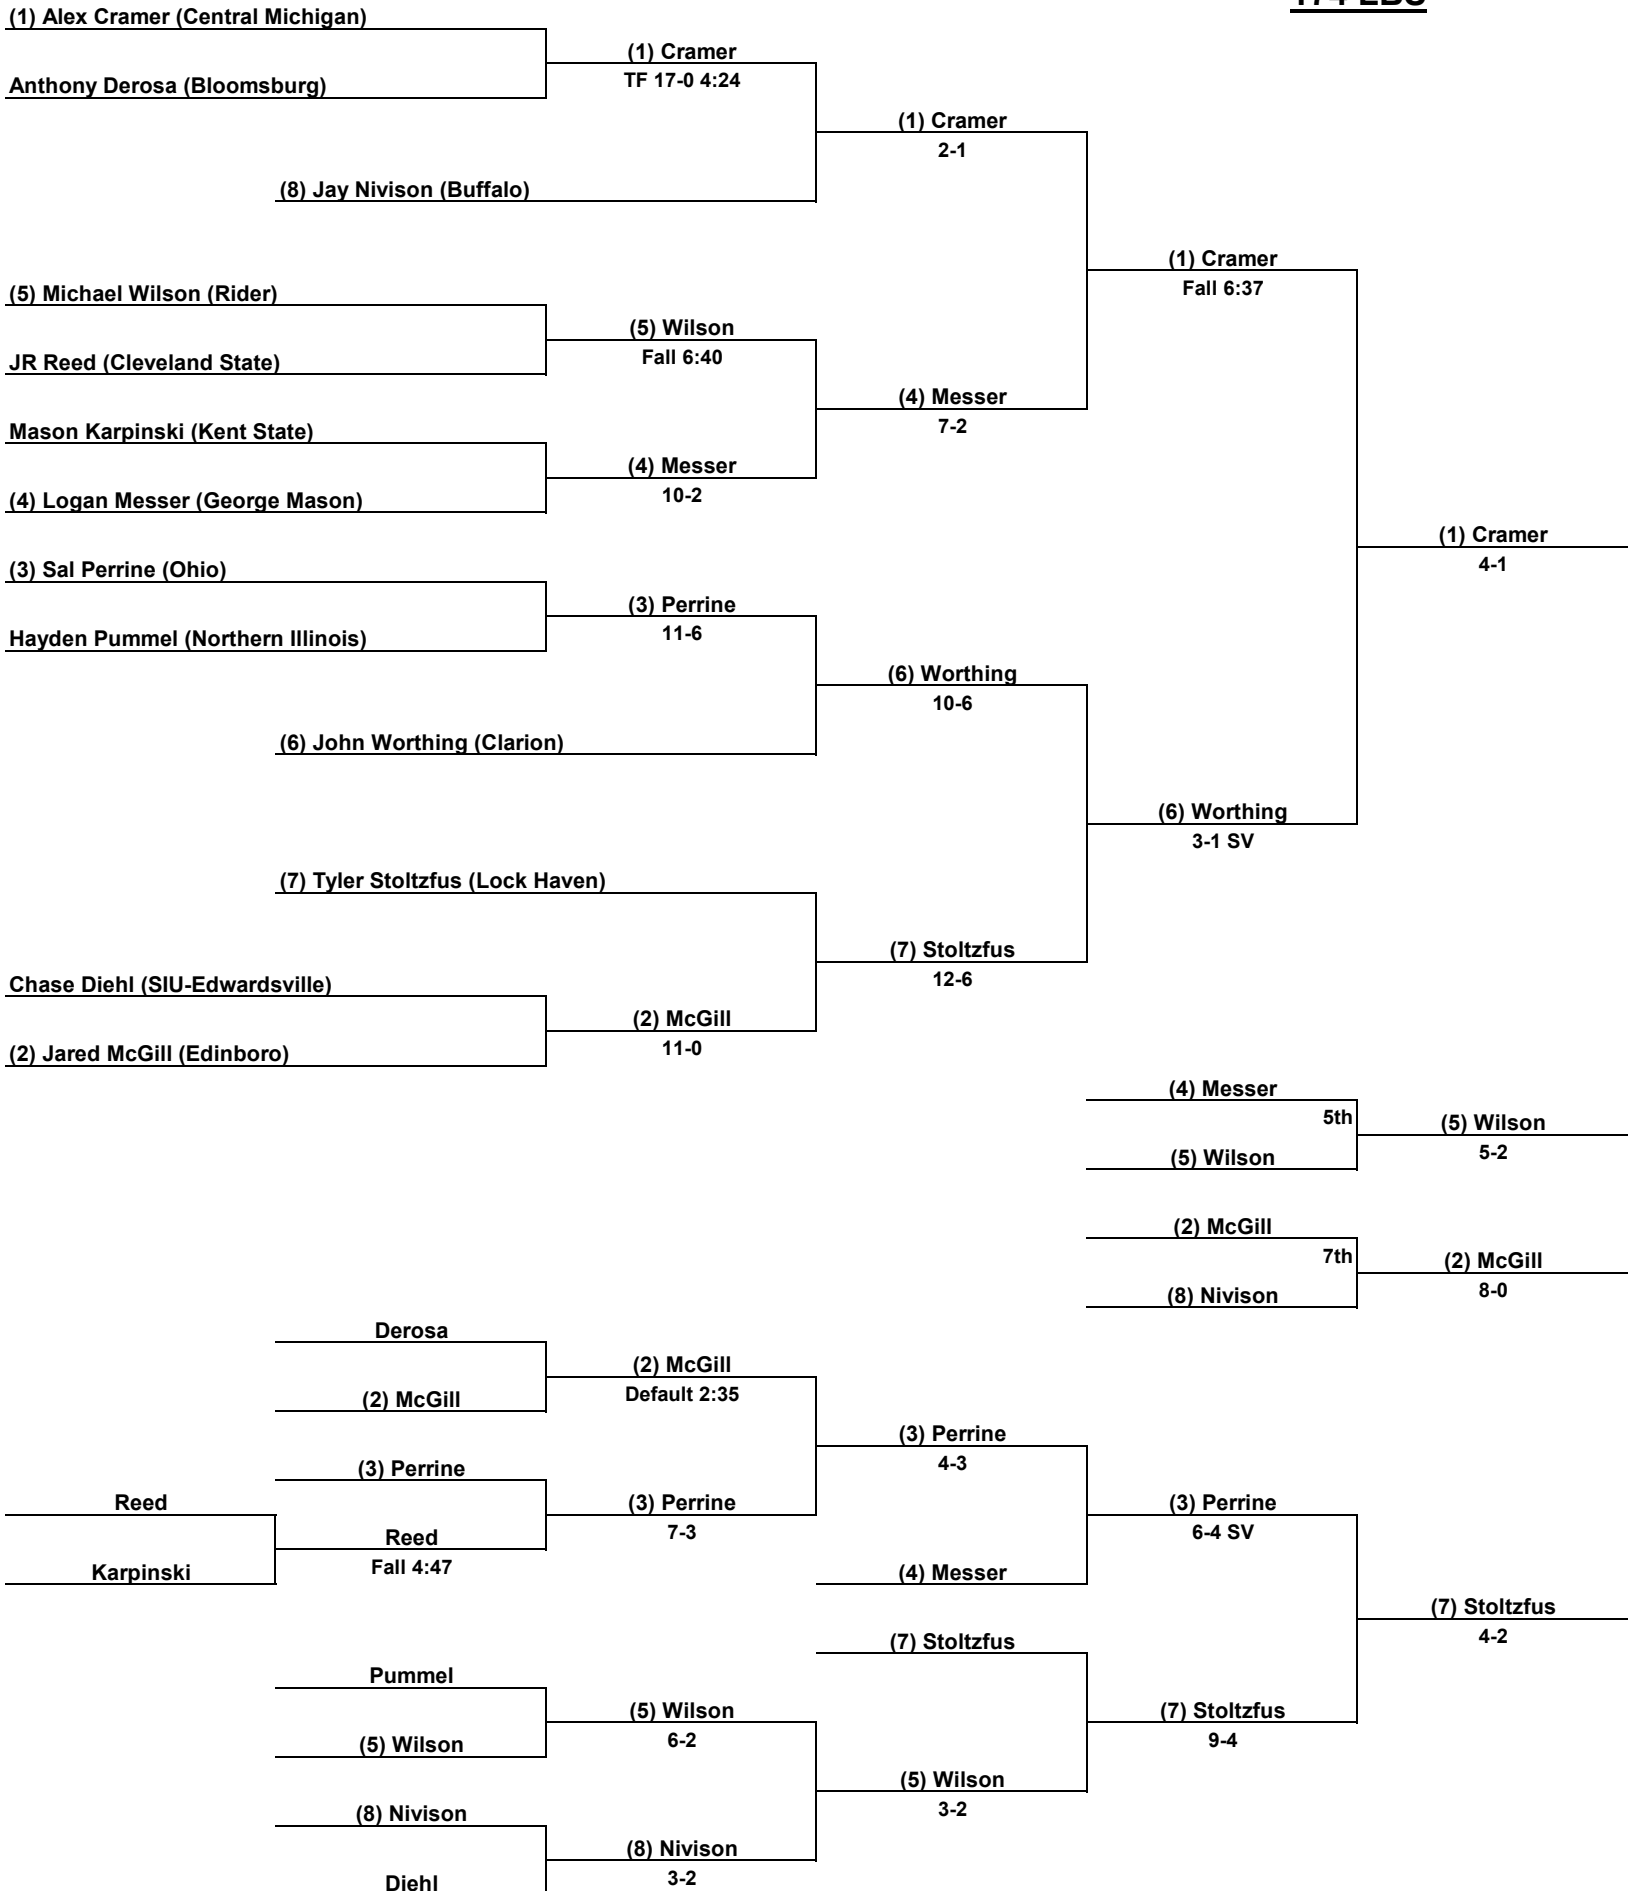 (1) Alex Cramer (Central Michigan)
(1) Cramer
Anthony Derosa (Bloomsburg)
TF 17-0 4:24
(1) Cramer
2-1
(8) Jay Nivison (Buffalo)
(1) Cramer
Fall 6:37
(5) Michael Wilson (Rider)
(5) Wilson
Fall 6:40
JR Reed (Cleveland State)
(4) Messer
7-2
Mason Karpinski (Kent State)
(4) Messer
10-2
(4) Logan Messer (George Mason)
(1) Cramer
4-1
(3) Sal Perrine (Ohio)
(3) Perrine
11-6
Hayden Pummel (Northern Illinois)
(6) Worthing
10-6
(6) John Worthing (Clarion)
(6) Worthing
3-1 SV
(7) Tyler Stoltzfus (Lock Haven)
(7) Stoltzfus
12-6
Chase Diehl (SIU-Edwardsville)
(2) McGill
11-0
(2) Jared McGill (Edinboro)
(4) Messer
5th
(5) Wilson
5-2
(5) Wilson
(2) McGill
7th
(2) McGill
8-0
(8) Nivison
Derosa
(2) McGill
Default 2:35
(2) McGill
(3) Perrine
4-3
(3) Perrine
Reed
(3) Perrine
7-3
(3) Perrine
6-4 SV
Reed
Fall 4:47
Karpinski
(4) Messer
(7) Stoltzfus
4-2
(7) Stoltzfus
Pummel
(5) Wilson
6-2
(7) Stoltzfus
9-4
(5) Wilson
(5) Wilson
3-2
(8) Nivison
(8) Nivison
3-2
Diehl